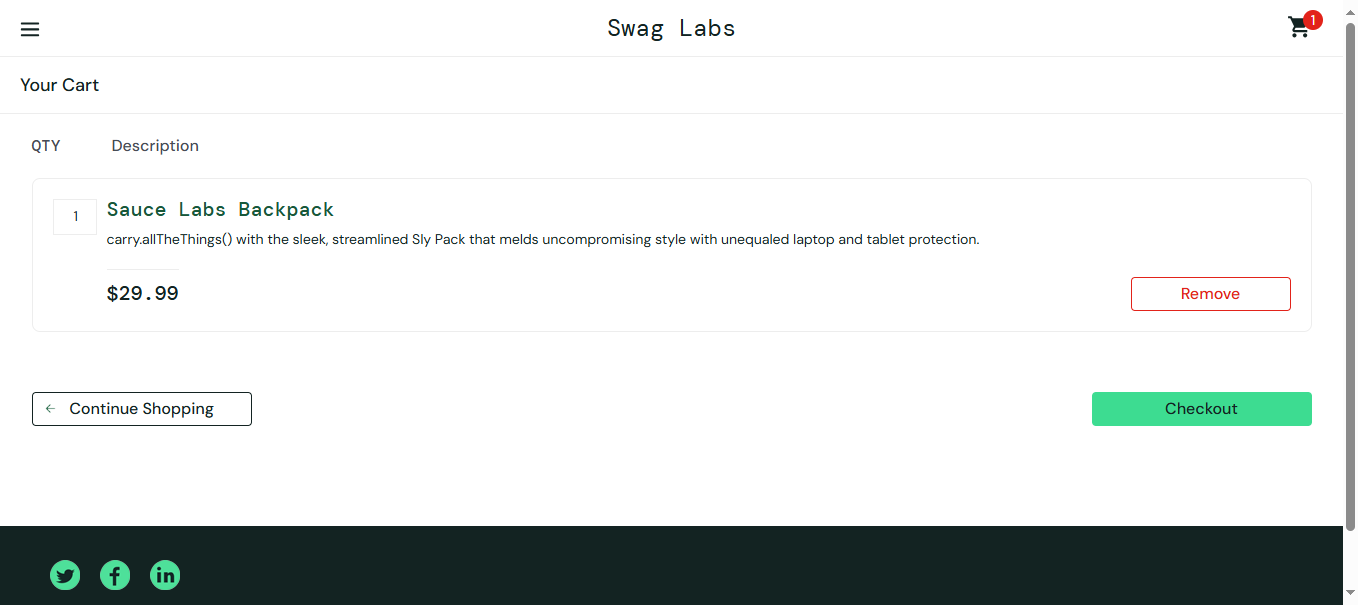 Swag Labs
1
Your Cart
QTY Description
1
Sauce Labs Backpack
carry.allTheThings() with the sleek, streamlined Sly Pack that melds uncompromising style with unequaled laptop and tablet protection.
$29.99
Remove
Continue Shopping
Checkout